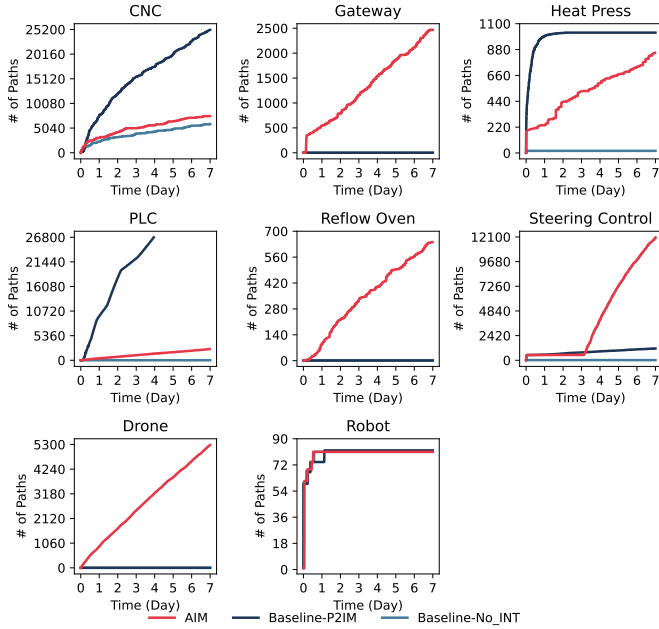 CNC
25200
20160
15120
10080
5040
0
# of Paths
0 1 2 3 4 5 6 7
Time (Day)
Gateway
2500
2000
1500
1000
500
0
# of Paths
0 1 2 3 4 5 6 7
Time (Day)
Heat Press
1100
880
660
440
220
0
# of Paths
0 1 2 3 4 5 6 7
Time (Day)
PLC
26800
21440
16080
10720
5360
0
# of Paths
0 1 2 3 4 5 6 7
Time (Day)
Reflow Oven
700
560
420
280
140
0
# of Paths
0 1 2 3 4 5 6 7
Time (Day)
Steering Control
12100
9680
7260
4840
2420
0
# of Paths
0 1 2 3 4 5 6 7
Time (Day)
Drone
5300
4240
3180
2120
1060
0
# of Paths
0 1 2 3 4 5 6 7
Time (Day)
Robot
90
72
54
36
18
0
# of Paths
0 1 2 3 4 5 6 7
Time (Day)
AIM Baseline-P2IM Baseline-No_INT